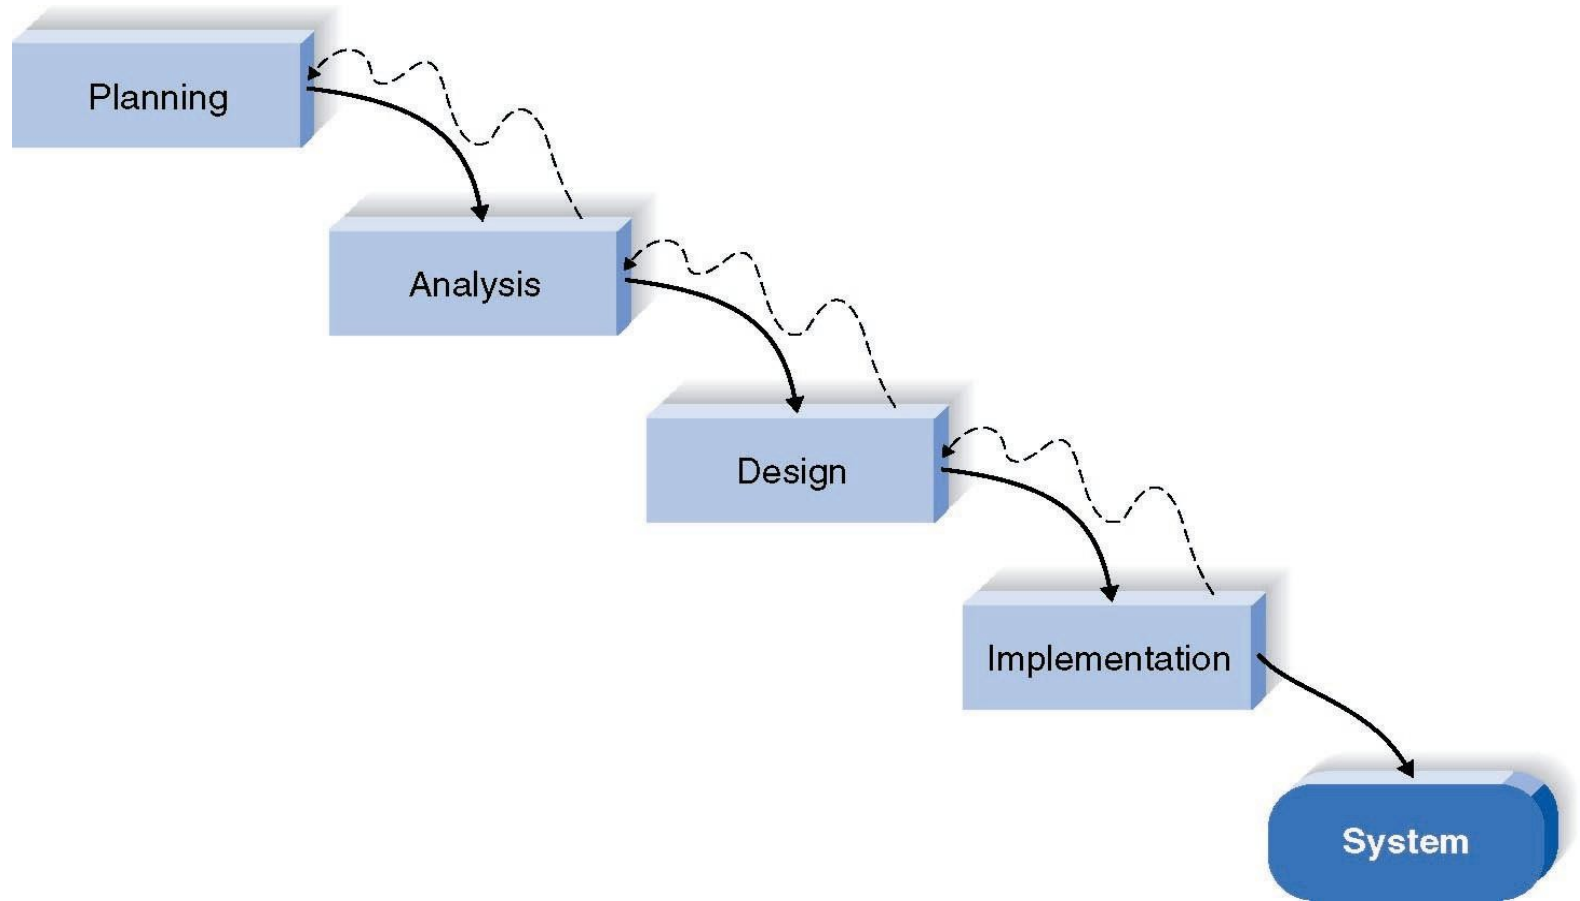 Planning
Analysis
Design
Implementation
System